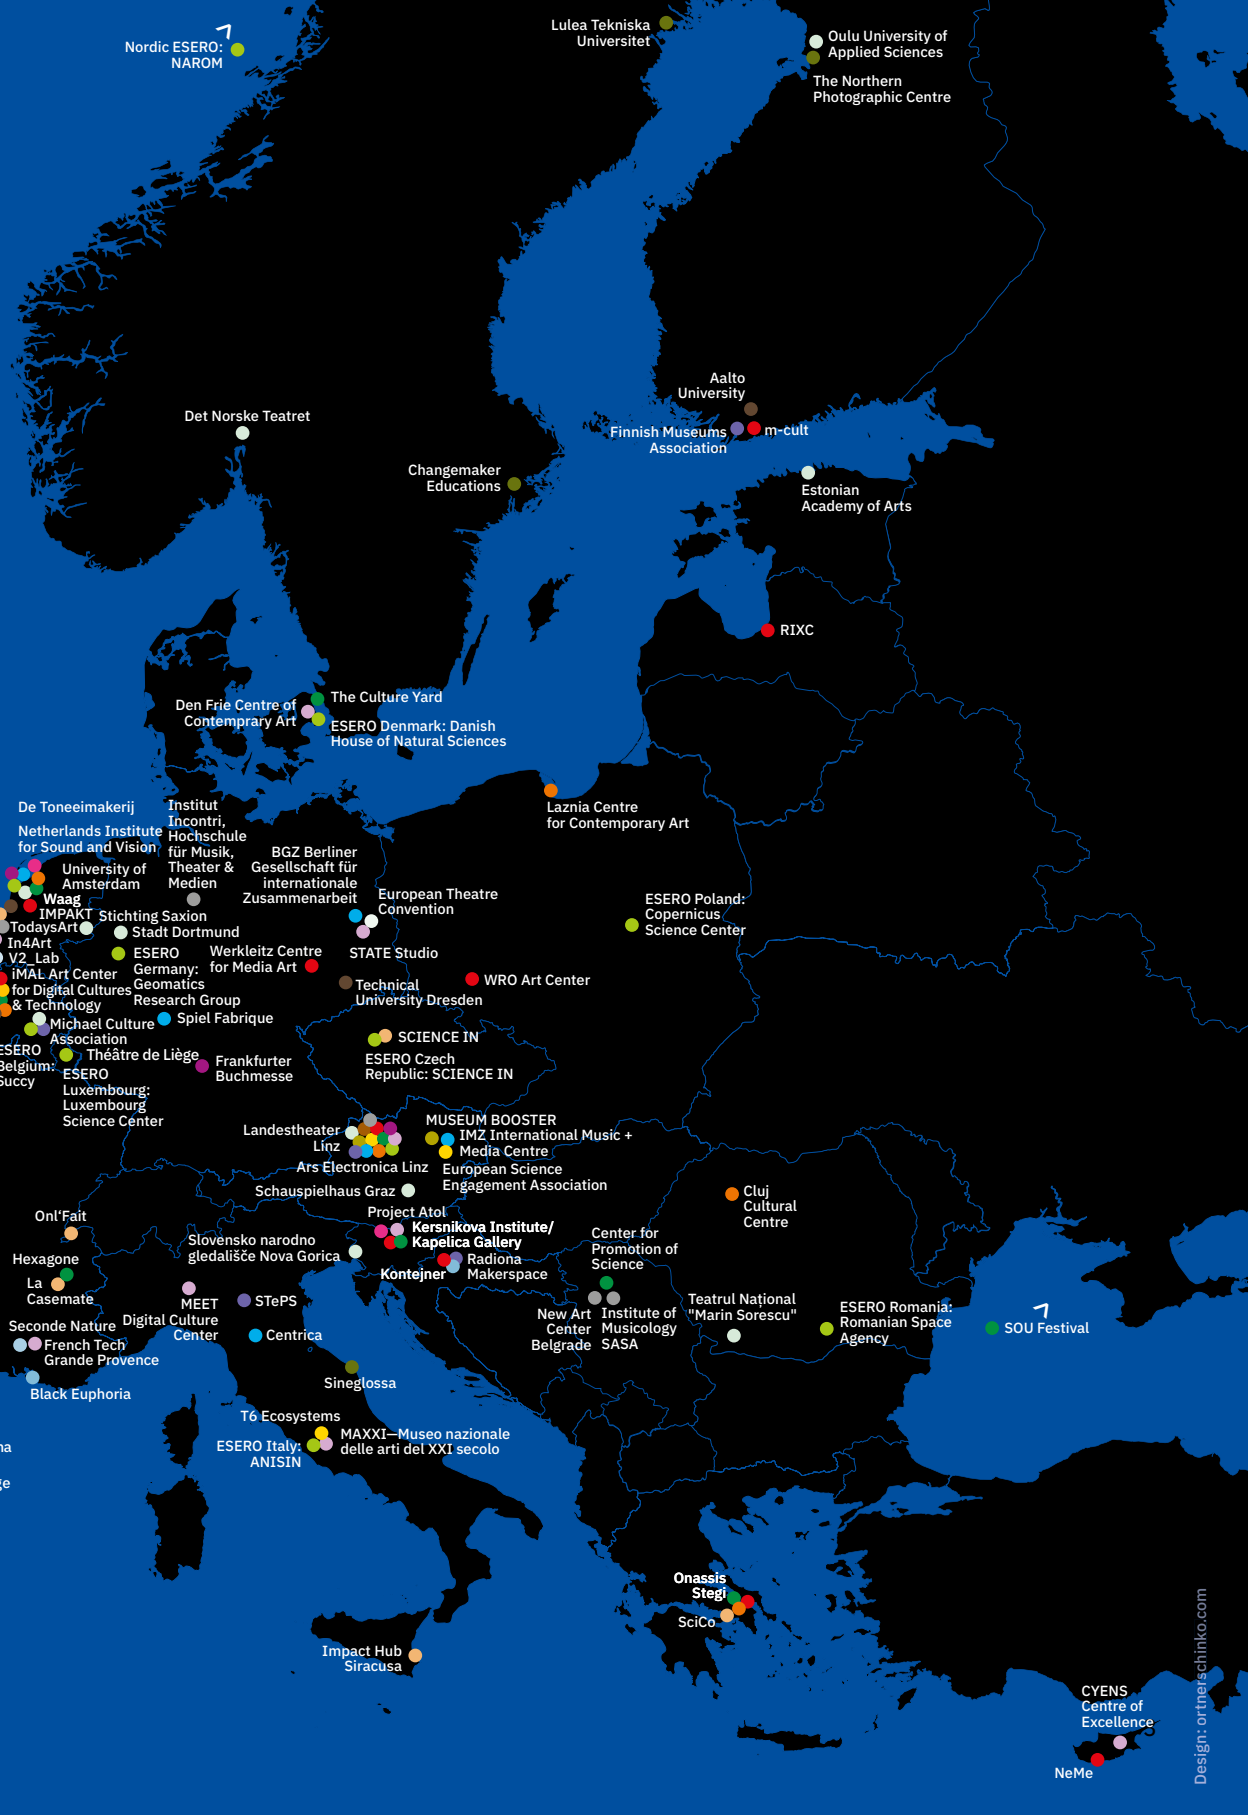 Nordic ESERO:
NAROM
Lulea Tekniska
Universitet
Oulu University of
Applied Sciences
The Northern
Photographic Centre
Aalto
University
Finnish Museums
Association
m-cult
Det Norske Teatret
Changemaker
Educations
Estonian
Academy of Arts
RIXC
The Culture Yard
Den Frie Centre of
Contemprary Art
ESERO Denmark: Danish
House of Natural Sciences
Laznia Centre
for Contemporary Art
De Toneeimakerij
Netherlands Institute
for Sound and Vision
Institut
Incontri,
Hochschule
für Musik,
Theater &
Medien
BGZ Berliner
Gesellschaft für
internationale
Zusammenarbeit
University of
Amsterdam
Waag
IMPAKT
Stichting Saxion
TodaysArt
Stadt Dortmund
In4Art
V2_Lab
European Theatre
Convention
STATE Studio
ESERO Poland:
Copernicus
Science Center
ESERO
Germany:
Geomatics
Research Group
Werkleitz Centre
for Media Art
iMAL Art Center
for Digital Cultures
& Technology
Technical
University Dresden
WRO Art Center
Spiel Fabrique
Michael Culture
Association
SCIENCE IN
ESERO Czech
Republic: SCIENCE IN
ESERO
Belgium:
Succy
Théâtre de Liège
ESERO
Luxembourg:
Luxembourg
Science Center
Frankfurter
Buchmesse
Landestheater
Linz
Ars Electronica Linz
MUSEUM BOOSTER
IMZ International Music +
Media Centre
European Science
Engagement Association
Schauspielhaus Graz
Cluj
Cultural
Centre
Onl‘Fait
Project Atol
Kersnikova Institute/
Kapelica Gallery
Slovensko narodno
gledališče Nova Gorica
Radiona
Makerspace
Kontejner
Center for
Promotion of
Science
Hexagone
La
Casemate
MEET
Digital Culture
Center
STePS
Centrica
New Art
Center
Belgrade
Institute of
Musicology
SASA
Teatrul Național
"Marin Sorescu"
ESERO Romania:
Romanian Space
Agency
SOU Festival
Seconde Nature
French Tech
Grande Provence
Black Euphoria
Sineglossa
T6 Ecosystems
MAXXI—Museo nazionale
delle arti del XXI secolo
ESERO Italy:
ANISIN
na
ge
Onassis
Stegi
SciCo
Impact Hub
Siracusa
CYENS
Centre of
Excellence
NeMe
Design: ortnerschinko.com